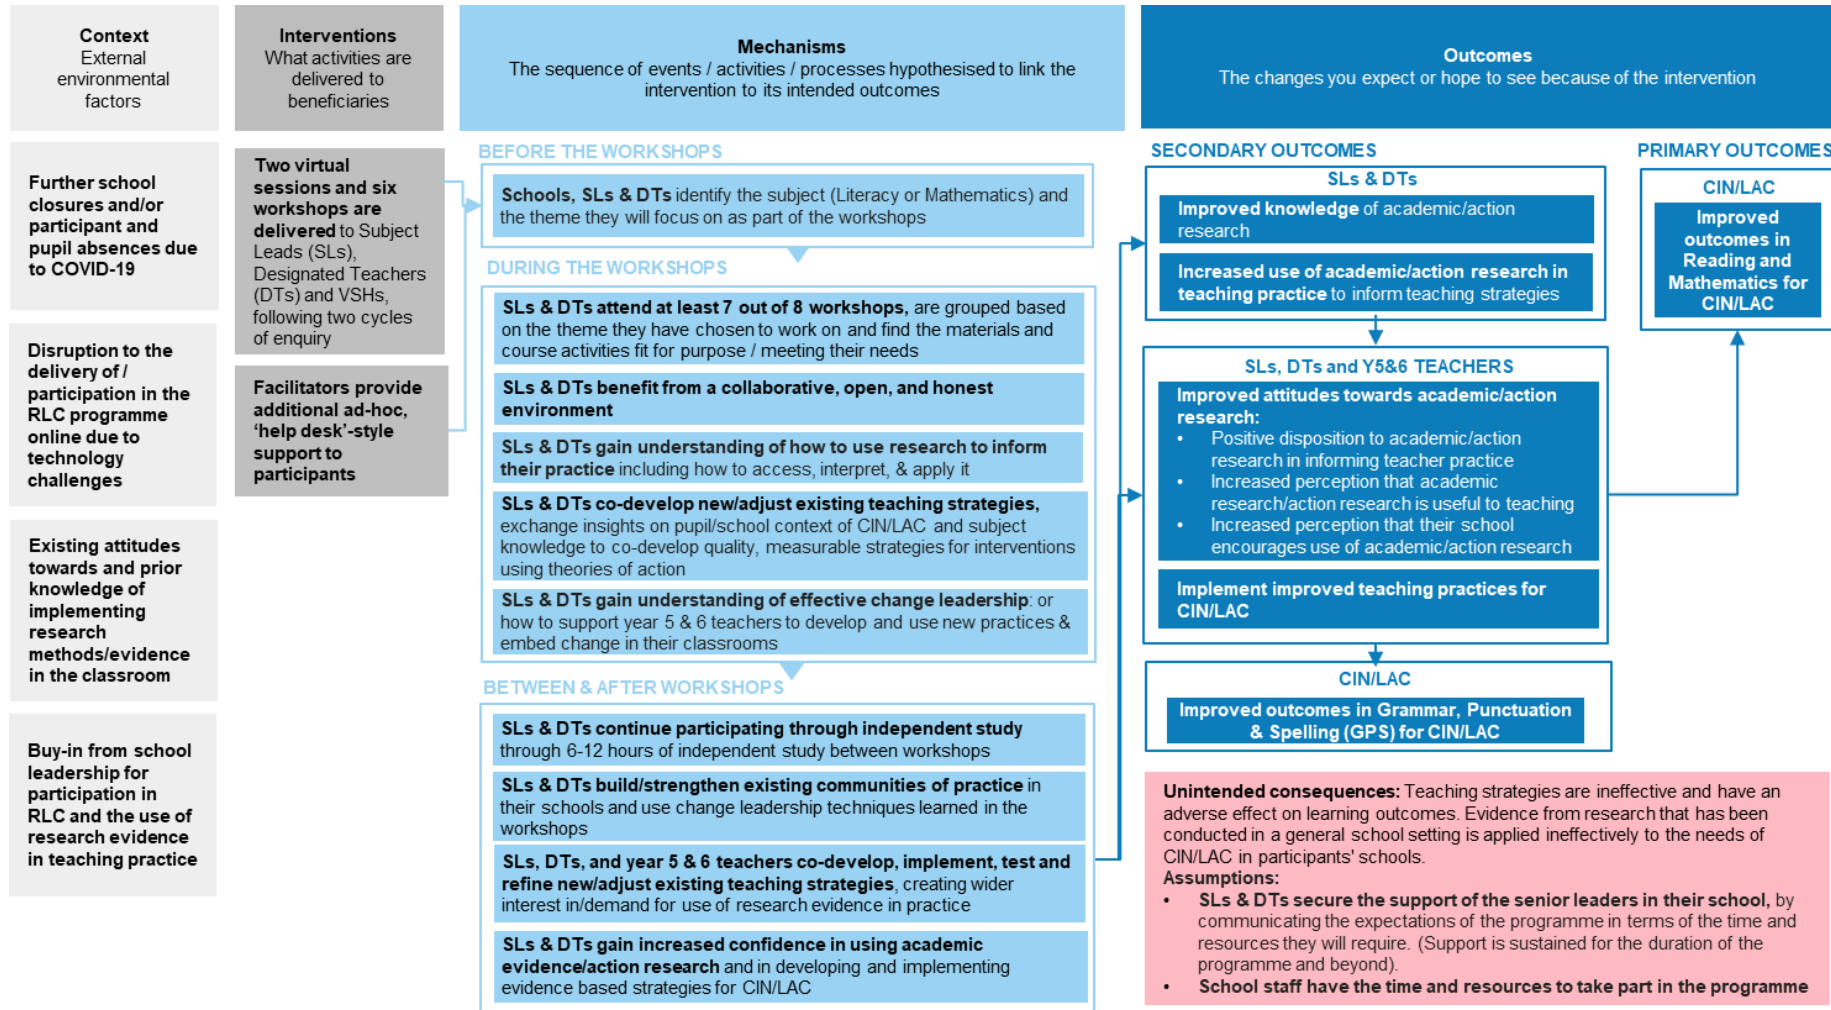 Context
External
environmental
factors
Interventions
What activities are
delivered to
beneficiaries
Mechanisms
The sequence of events / activities / processes hypothesised to link the
intervention to its intended outcomes
Outcomes
The changes you expect or hope to see because of the intervention
Further school
closures and/or
participant and
pupil absences due
to COVID-19
Disruption to the
delivery of /
participation in the
RLC programme
online due to
technology
challenges
Existing attitudes
towards and prior
knowledge of
implementing
research
methods/evidence
in the classroom
Buy-in from school
leadership for
participation in
RLC and the use of
research evidence
in teaching practice
Two virtual
sessions and six
workshops are
delivered to Subject
Leads (SLs),
Designated Teachers
(DTs) and VSHs,
following two cycles
of enquiry
Facilitators provide
additional ad-hoc,
‘help desk’-style
support to
participants
BEFORE THE WORKSHOPS
Schools, SLs & DTs identify the subject (Literacy or Mathematics) and
the theme they will focus on as part of the workshops
DURING THE WORKSHOPS
SLs & DTs attend at least 7 out of 8 workshops, are grouped based
on the theme they have chosen to work on and find the materials and
course activities fit for purpose / meeting their needs
SLs & DTs benefit from a collaborative, open, and honest
environment
SLs & DTs gain understanding of how to use research to inform
their practice including how to access, interpret, & apply it
SLs & DTs co-develop new/adjust existing teaching strategies,
exchange insights on pupil/school context of CIN/LAC and subject
knowledge to co-develop quality, measurable strategies for interventions
using theories of action
SLs & DTs gain understanding of effective change leadership: or
how to support year 5 & 6 teachers to develop and use new practices &
embed change in their classrooms
BETWEEN & AFTER WORKSHOPS
SLs & DTs continue participating through independent study
through 6-12 hours of independent study between workshops
SLs & DTs build/strengthen existing communities of practice in
their schools and use change leadership techniques learned in the
workshops
SLs, DTs, and year 5 & 6 teachers co-develop, implement, test and
refine new/adjust existing teaching strategies, creating wider
interest in/demand for use of research evidence in practice
SLs & DTs gain increased confidence in using academic
evidence/action research and in developing and implementing
evidence based strategies for CIN/LAC
SECONDARY OUTCOMES
SLs & DTs
Improved knowledge of academic/action
research
Increased use of academic/action research in
teaching practice to inform teaching strategies
SLs, DTs and Y5&6 TEACHERS
Improved attitudes towards academic/action
research:
• Positive disposition to academic/action
research in informing teacher practice
• Increased perception that academic
research/action research is useful to teaching
• Increased perception that their school
encourages use of academic/action research
Implement improved teaching practices for
CIN/LAC
CIN/LAC
Improved outcomes in Grammar, Punctuation
& Spelling (GPS) for CIN/LAC
PRIMARY OUTCOMES
CIN/LAC
Improved
outcomes in
Reading and
Mathematics for
CIN/LAC
Unintended consequences: Teaching strategies are ineffective and have an
adverse effect on learning outcomes. Evidence from research that has been
conducted in a general school setting is applied ineffectively to the needs of
CIN/LAC in participants' schools.
Assumptions:
• SLs & DTs secure the support of the senior leaders in their school, by
communicating the expectations of the programme in terms of the time and
resources they will require. (Support is sustained for the duration of the
programme and beyond).
• School staff have the time and resources to take part in the programme